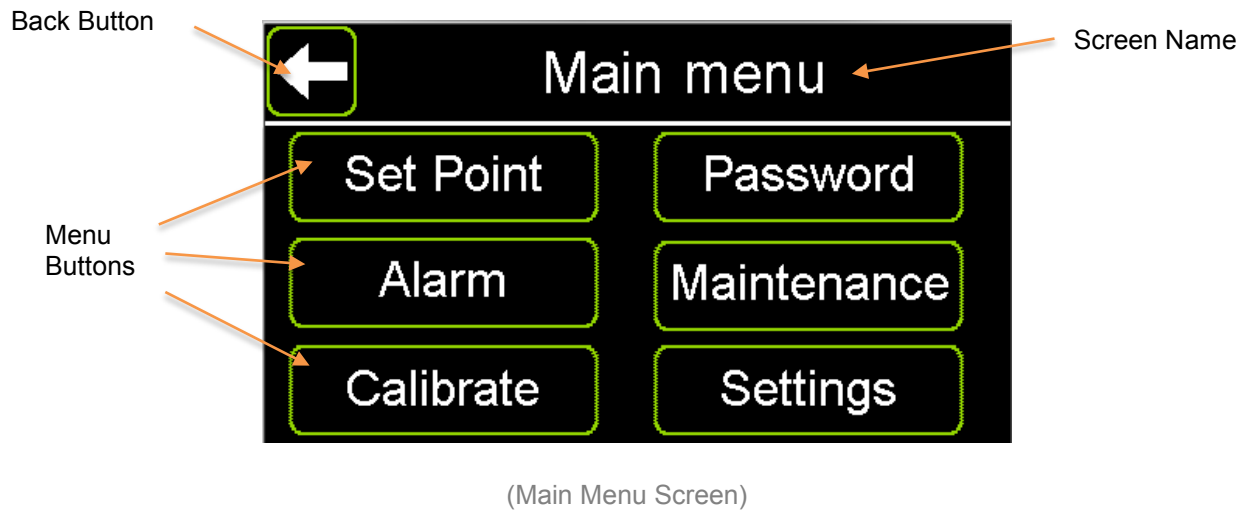 Back Button
Main menu
Screen Name
Set Point
Password
Menu
Buttons
Alarm
Maintenance
Calibrate
Settings
(Main Menu Screen)